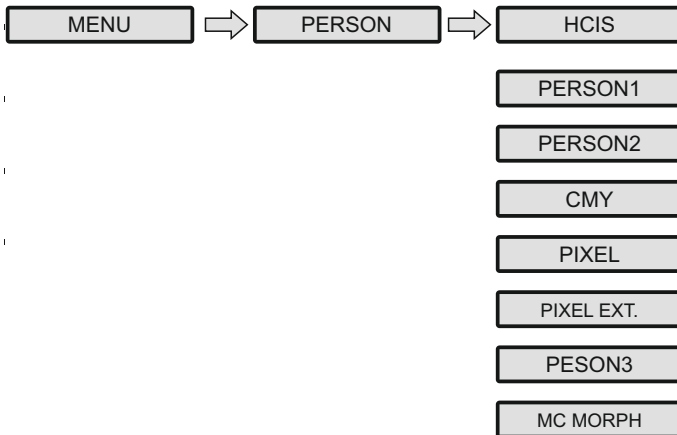 MENU PERSON HCIS
PERSON1
PERSON2
CMY
PIXEL
PIXEL EXT.
PESON3
MC MORPH